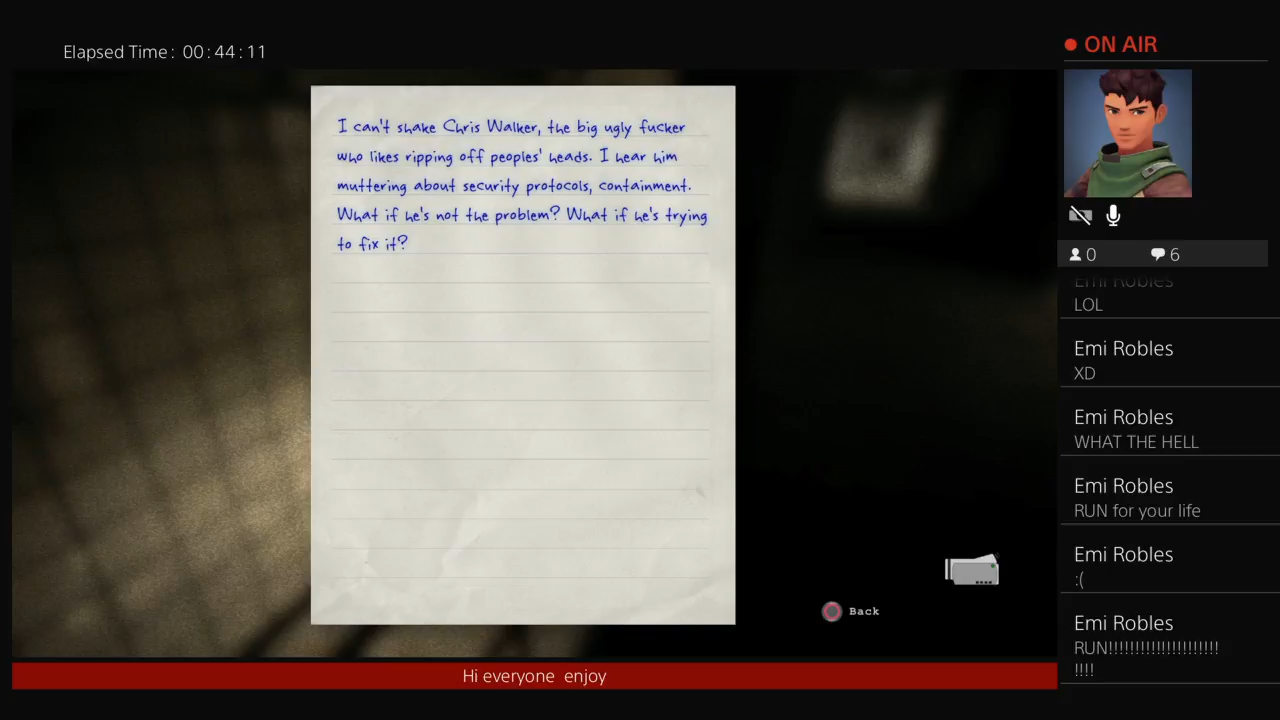 Elapsed Time: 00:44:11
ON AIR
I can't shake Chris Walker, the big ugly fucker
who likes ripping off peoples' heads. I hear him
muttering about security protocols, containment.
What if he's not the problem? What if he's trying
to fix it?
Back
Hi everyone enjoy
0
6
Emi Robles
LOL
Emi Robles
XD
Emi Robles
WHAT THE HELL
Emi Robles
RUN for your life
Emi Robles
:(
Emi Robles
RUN!!!!!!!!!!!!!!!!!!!!!
!!!!